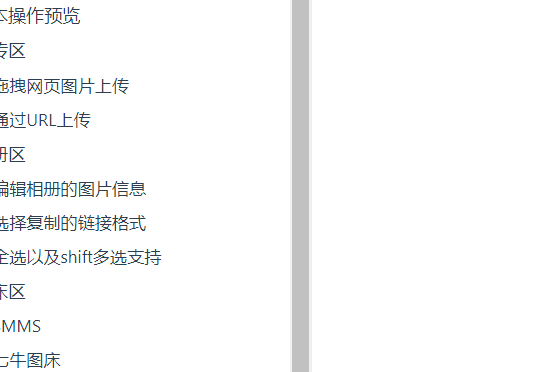 本操作预览
传区
拖拽网页图片上传
通过URL上传
册区
编辑相册的图片信息
选择复制的链接格式
全选以及shift多选支持
床区
MMS
七牛图床